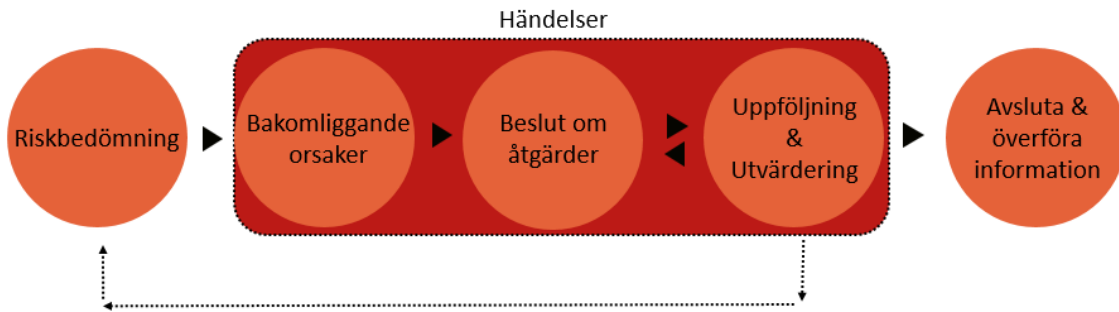 Händelser
Riskbedömning
Bakomliggande
orsaker
Beslut om
åtgärder
Uppföljning
&
Utvärdering
Avsluta &
överföra
information